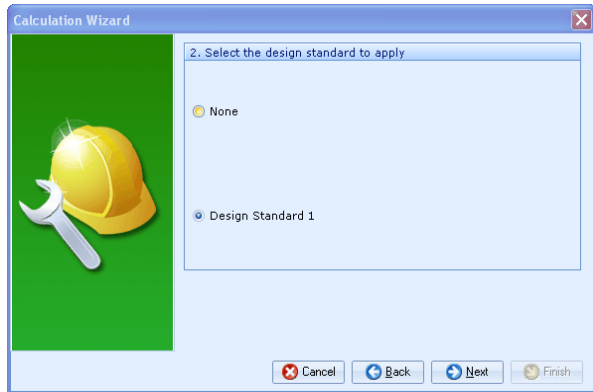 Calculation Wizard
2. Select the design standard to apply
None
Design Standard 1
Cancel Back Next Finish